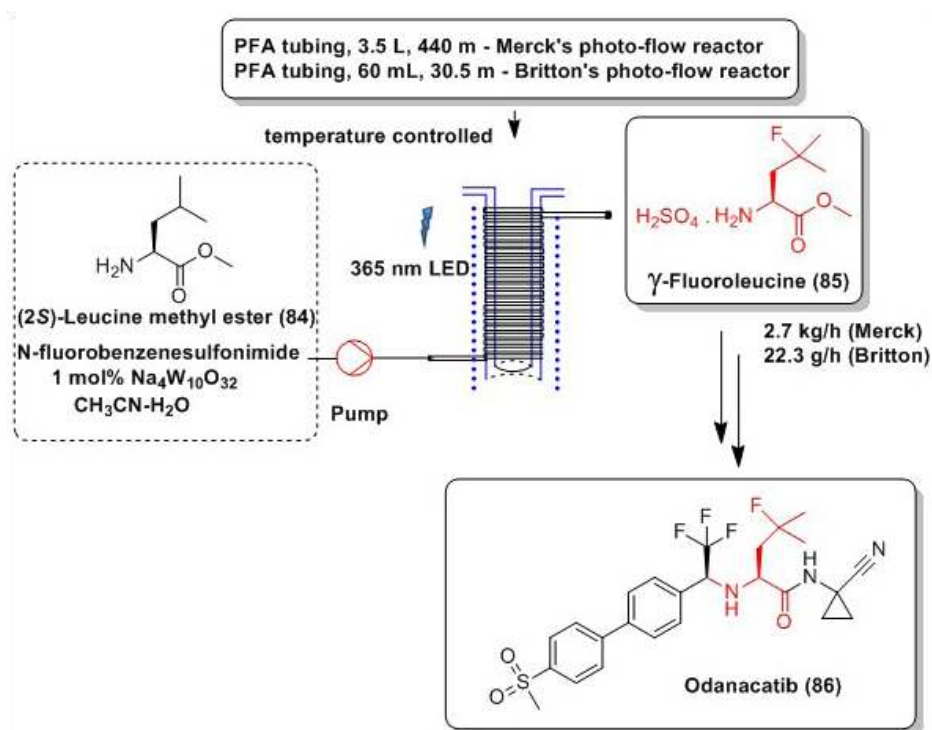 PFA tubing, 3.5 L, 440 m - Merck's photo-flow reactor
PFA tubing, 60 mL, 30.5 m - Britton's photo-flow reactor
temperature controlled
365 nm LED
H2N
O
O
(2S)-Leucine methyl ester (84)
N-fluorobenzenesulfonimide
1 mol% Na4W10O32
CH3CN-H2O
Pump
F
H2SO4 . H2N
O
O
γ-Fluoroleucine (85)
2.7 kg/h (Merck)
22.3 g/h (Britton)
F
F
F
F
N
H
O
H
N
N
O
S
O
Odanacatib (86)